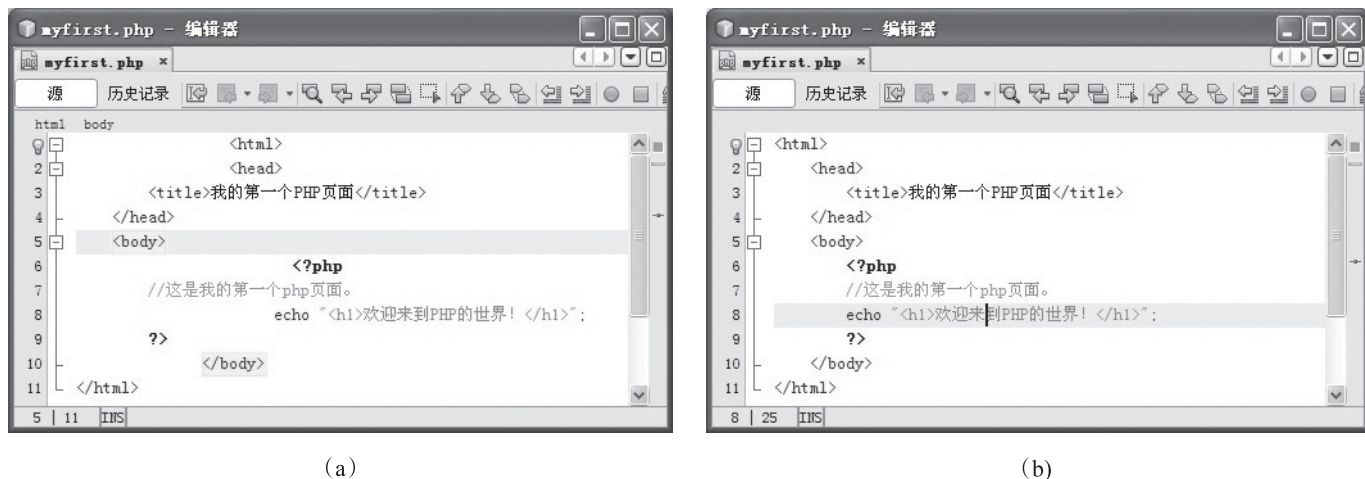 myfirst.php - 编辑器
myfirst.php ×
源 历史记录
html body
<html>
2 <head>
3 <title>我的第一个PHP页面</title>
4 </head>
5 <body>
6 <?php
7 //这是我的第一个php页面。
8 echo "<h1>欢迎来到PHP的世界！</h1>";
9 ?>
10 </body>
11 </html>
5 | 11 INS
(a)
myfirst.php - 编辑器
myfirst.php ×
源 历史记录
<html>
2 <head>
3 <title>我的第一个PHP页面</title>
4 </head>
5 <body>
6 <?php
7 //这是我的第一个php页面。
8 echo "<h1>欢迎来到PHP的世界！</h1>";
9 ?>
10 </body>
11 </html>
8 | 25 INS
(b)